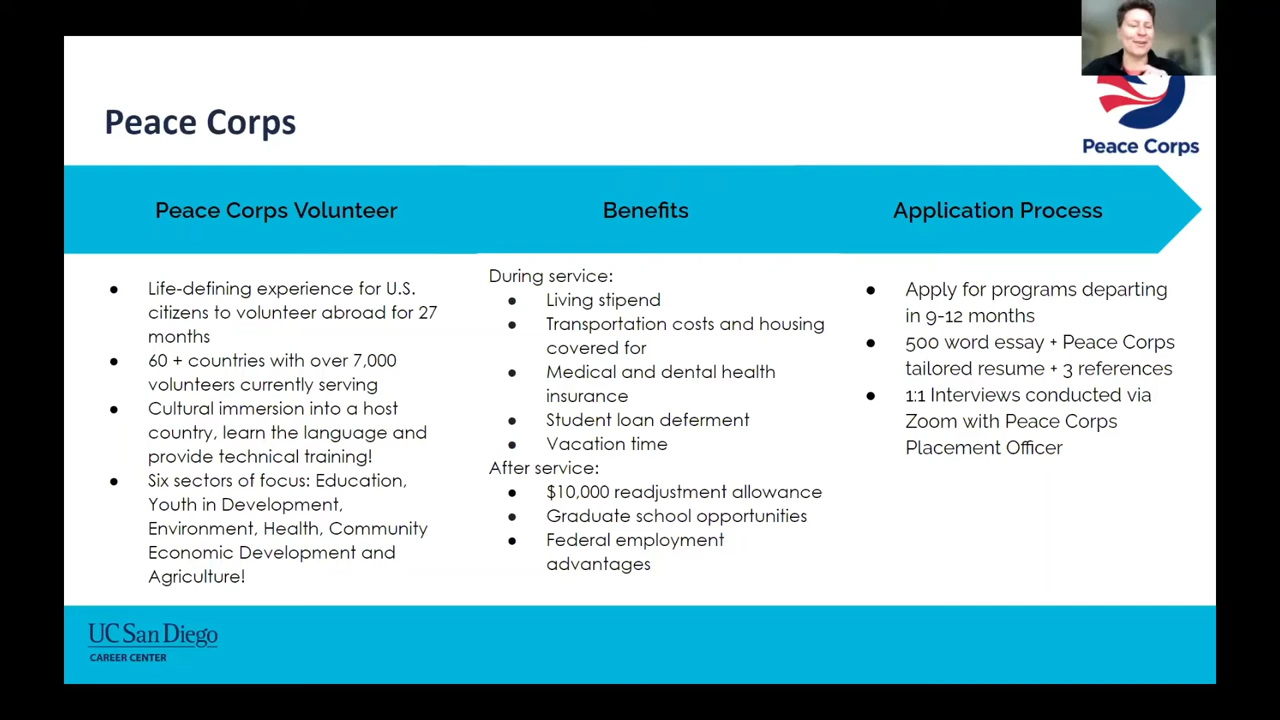 Peace Corps
Peace Corps
Peace Corps Volunteer
Life-defining experience for U.S.
citizens to volunteer abroad for 27
months
60 + countries with over 7,000
volunteers currently serving
Cultural immersion into a host
country, learn the language and
provide technical training!
Six sectors of focus: Education,
Youth in Development,
Environment, Health, Community
Economic Development and
Agriculture!
Benefits
During service:
Living stipend
Transportation costs and housing
covered for
Medical and dental health
insurance
Student loan deferment
Vacation time
After service:
$10,000 readjustment allowance
Graduate school opportunities
Federal employment
advantages
Application Process
Apply for programs departing
in 9-12 months
500 word essay + Peace Corps
tailored resume + 3 references
1:1 Interviews conducted via
Zoom with Peace Corps
Placement Officer
UC San Diego
CAREER CENTER